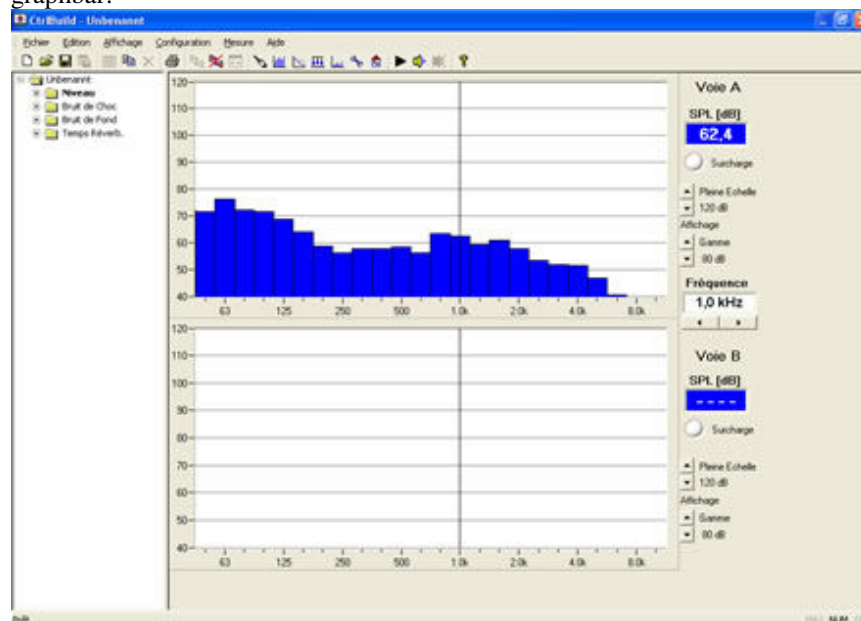 graphbar.
CtrlBuild - Unbenannt
Fichier Edition Affichage Configuration Mesure Aide
Unbenannt
Niveau
Bruit de Choc
Bruit de Fond
Temps Réverb.
120
110
100
90
80
70
60
50
40
63 125 250 500 1.0k 2.0k 4.0k 8.0k
Voie A
SPL [dB]
62,4
Surcharge
Pleine Echelle
120 dB
Affichage
Gamme
80 dB
Fréquence
1,0 kHz
120
110
100
90
80
70
60
50
40
63 125 250 500 1.0k 2.0k 4.0k 8.0k
Voie B
SPL [dB]
----
Surcharge
Pleine Echelle
120 dB
Affichage
Gamme
80 dB
Prêt
NUM